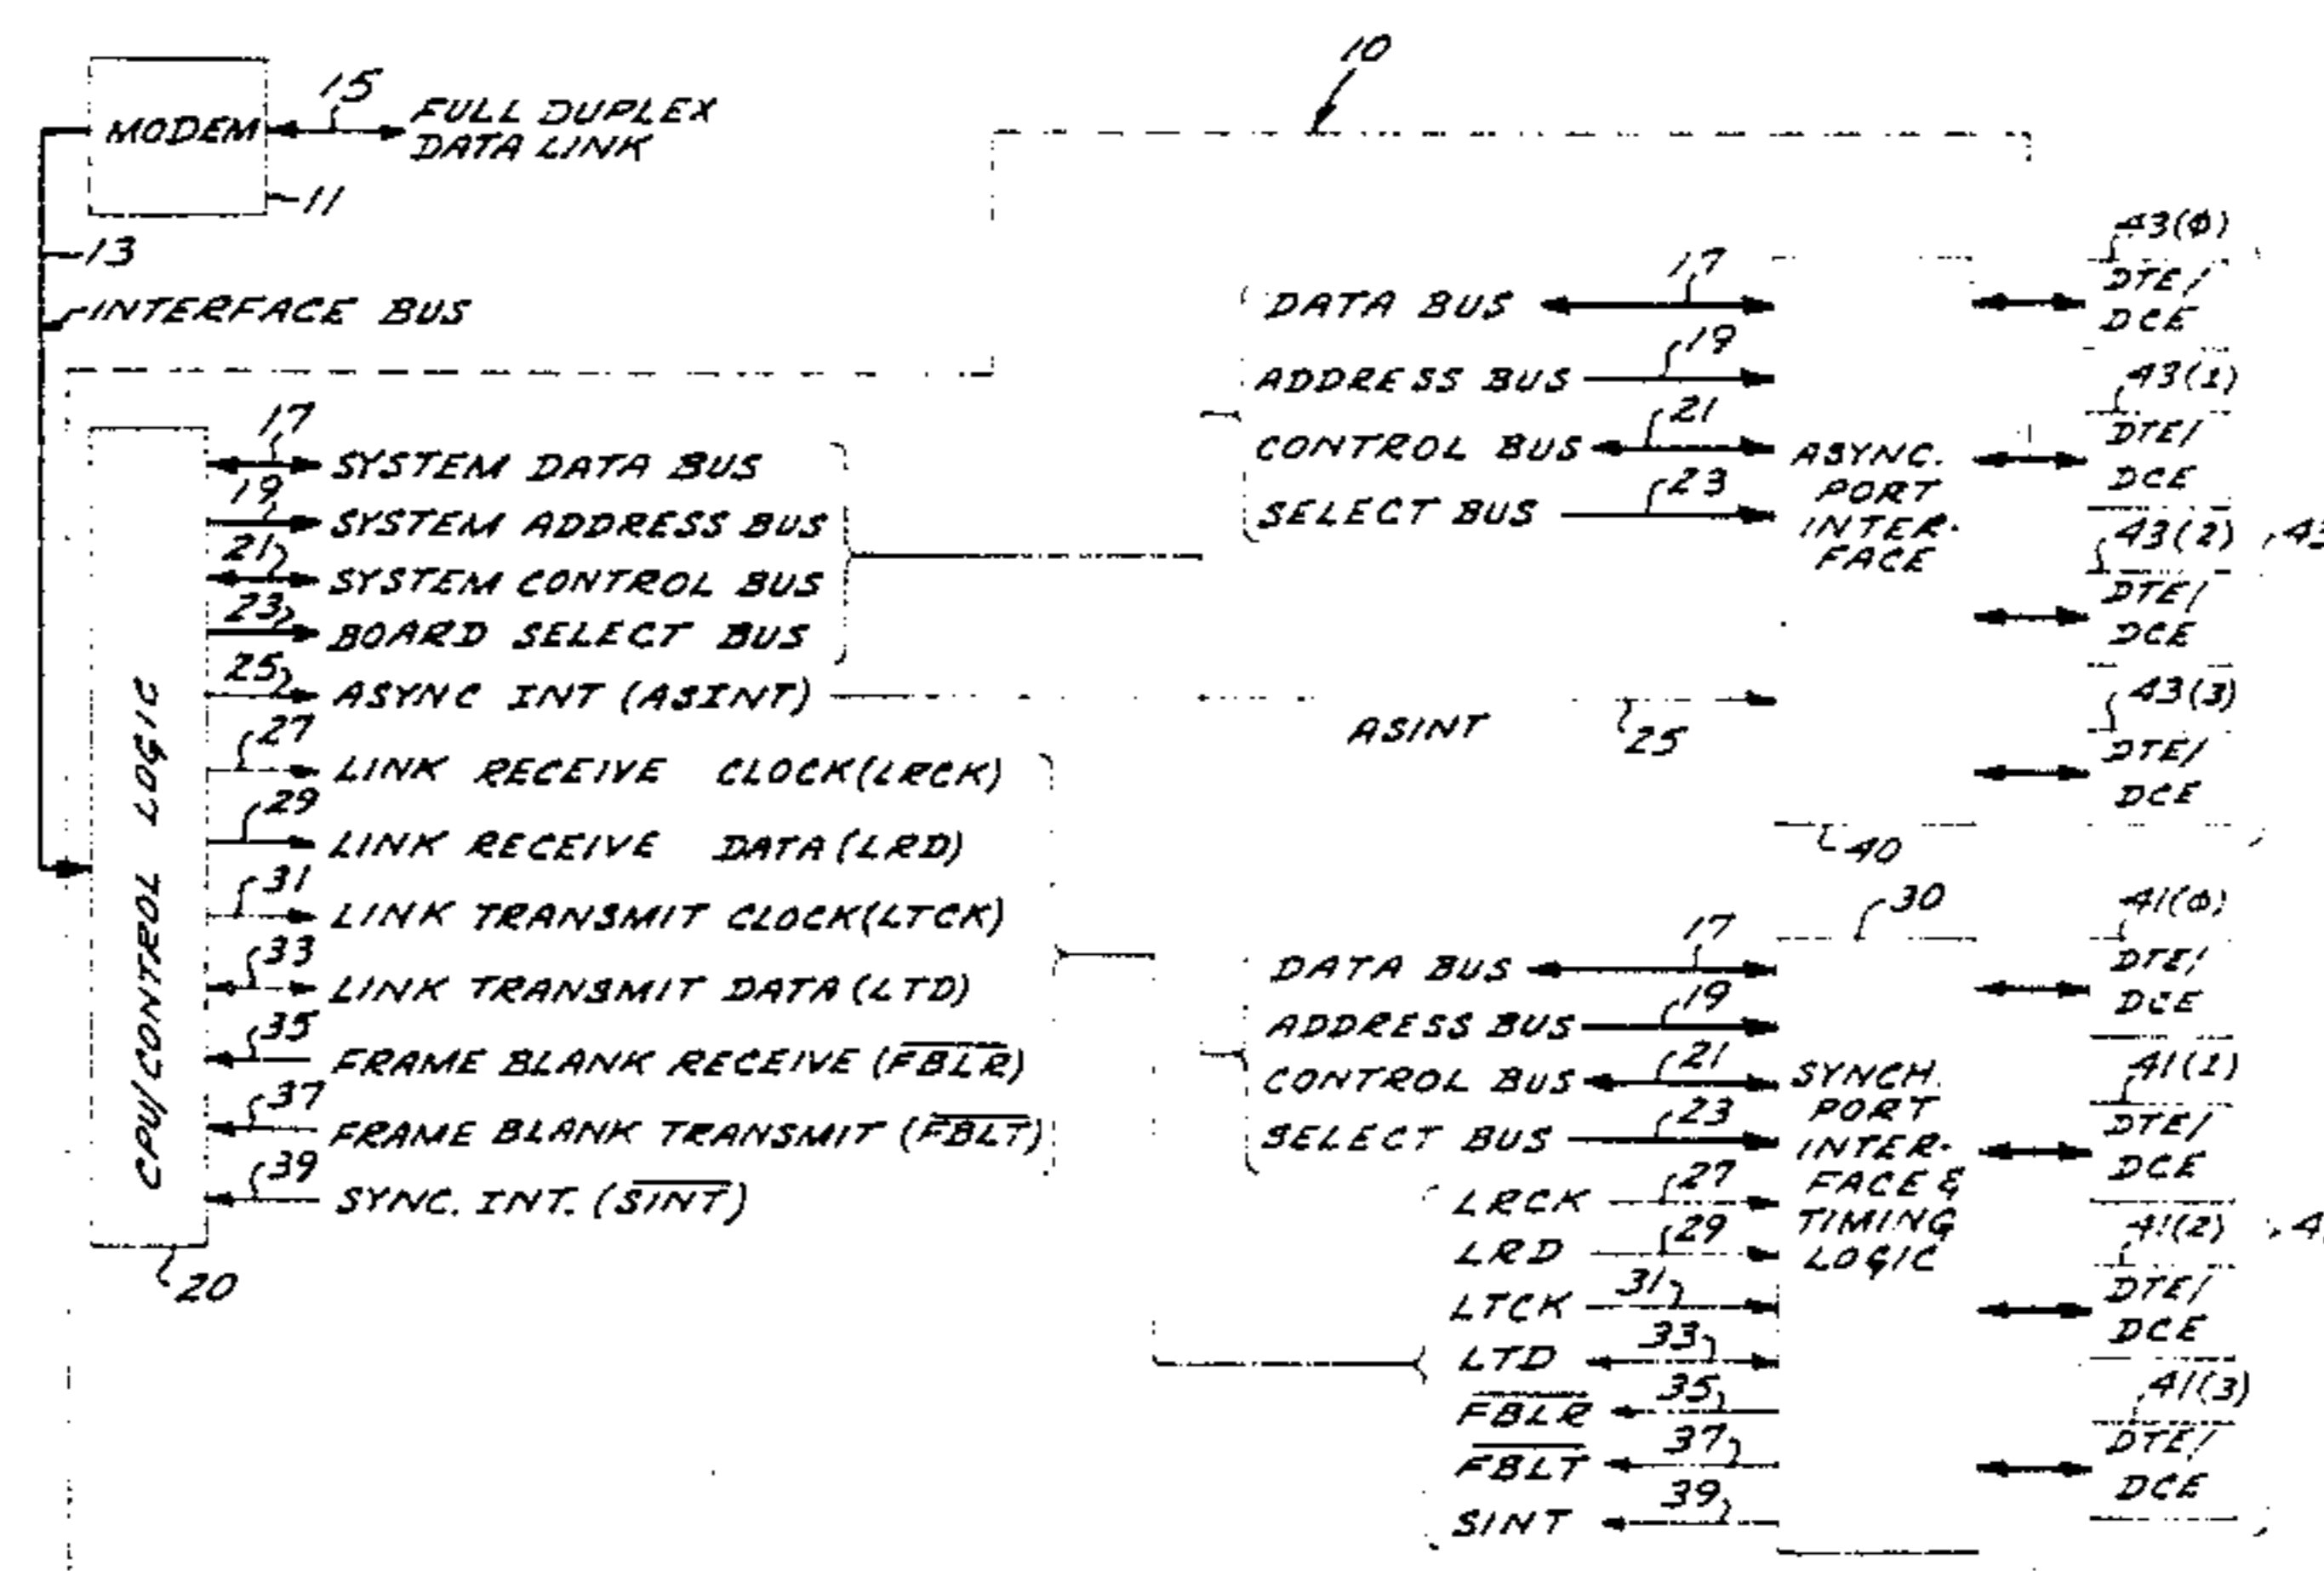 10
15
MODEM
FULL DUPLEX
DATA LINK
11
13
INTERFACE BUS
17
SYSTEM DATA BUS
19
SYSTEM ADDRESS BUS
21
SYSTEM CONTROL BUS
23
BOARD SELECT BUS
25
ASYNC INT (ASINT)
27
LINK RECEIVE CLOCK(LRCK)
29
LINK RECEIVE DATA(LRD)
31
LINK TRANSMIT CLOCK(LTCK)
33
LINK TRANSMIT DATA(LTD)
35
FRAME BLANK RECEIVE (F̅B̅L̅R̅)
37
FRAME BLANK TRANSMIT (F̅B̅L̅T̅)
39
SYNC. INT. (S̅I̅N̅T̅)
CPU/CONTROL LOGIC
20
17
DATA BUS
19
ADDRESS BUS
21
CONTROL BUS
23
SELECT BUS
ASYNC.
PORT
INTER-
FACE
ASINT
25
40
43(φ)
DTE/
DCE
43(1)
DTE/
DCE
43(2)
43
DTE/
DCE
43(3)
DTE/
DCE
30
17
DATA BUS
19
ADDRESS BUS
21
CONTROL BUS
23
SELECT BUS
27
LRCK
29
LRD
31
LTCK
33
LTD
35
F̅B̅L̅R̅
37
F̅B̅L̅T̅
39
SINT
SYNCH.
PORT
INTER-
FACE &
TIMING
LOGIC
41(φ)
DTE/
DCE
41(1)
DTE/
DCE
41(2)
DTE/
DCE
41(3)
DTE/
DCE